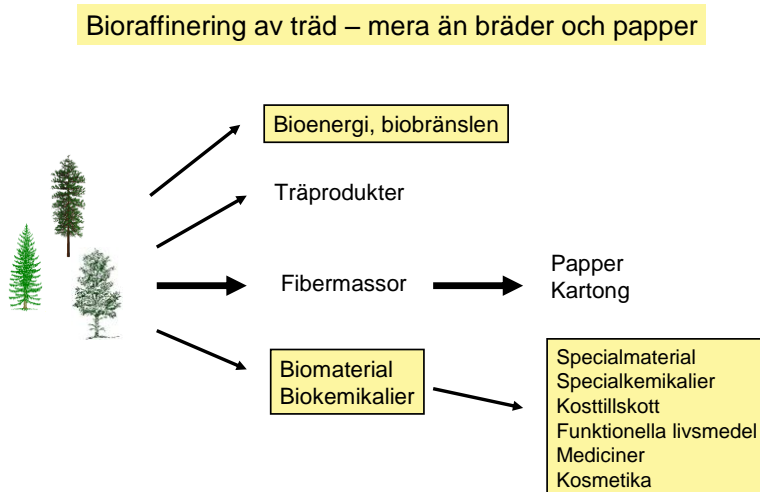 Bioraffinering av träd – mera än bräder och papper
Bioenergi, biobränslen
Träprodukter
Fibermassor
Papper
Kartong
Biomaterial
Biokemikalier
Specialmaterial
Specialkemikalier
Kosttillskott
Funktionella livsmedel
Mediciner
Kosmetika